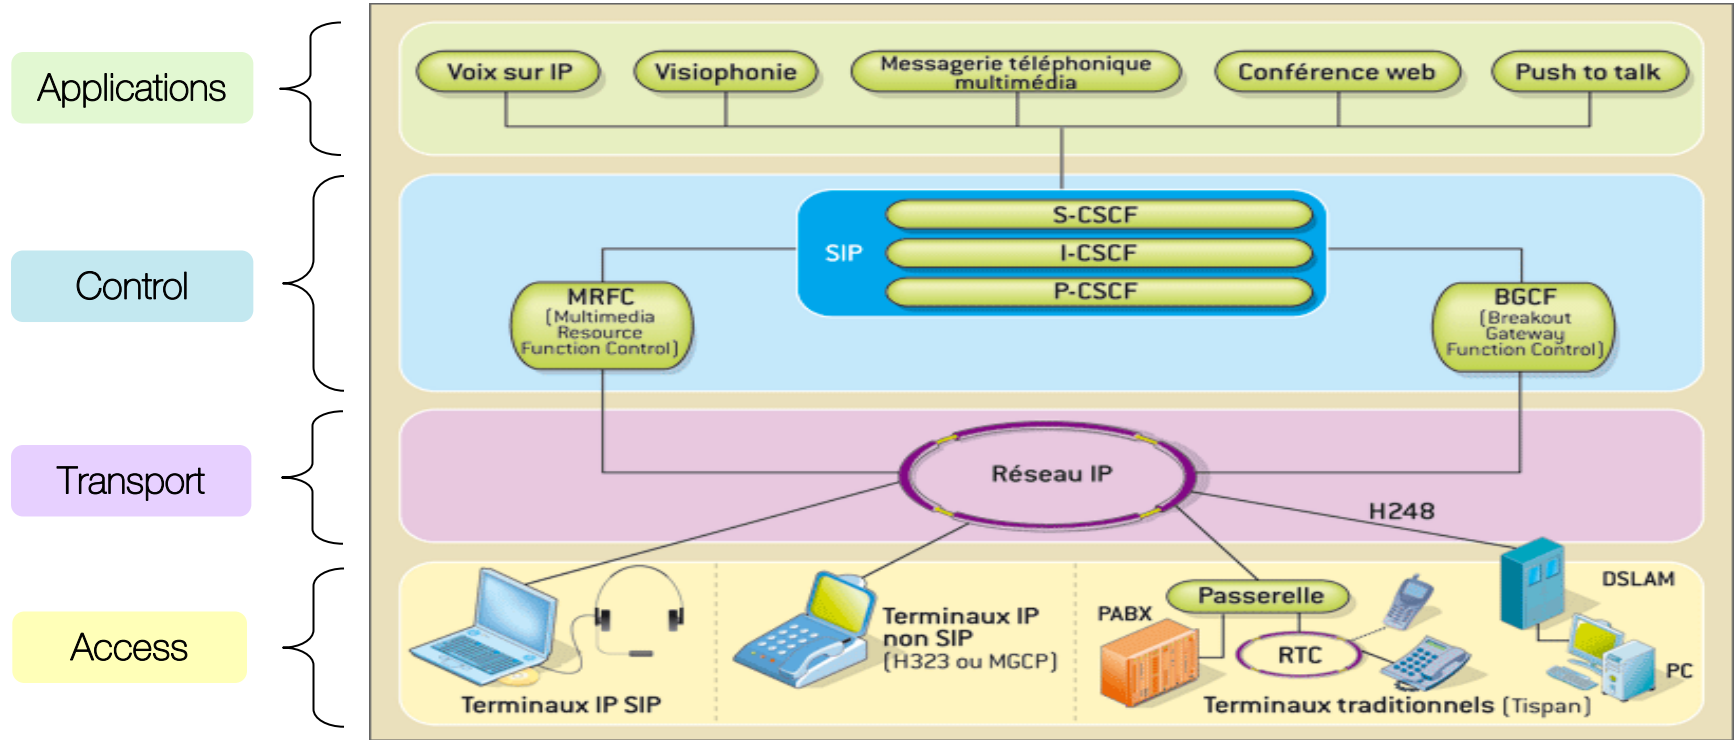 Applications
Voix sur IP
Visiophonie
Messagerie téléphonique
multimédia
Conférence web
Push to talk
Control
SIP
S-CSCF
I-CSCF
P-CSCF
MRFC
(Multimedia
Resource
Function Control)
BGCF
(Breakout
Gateway
Function Control)
Transport
Réseau IP
H248
Access
Terminaux IP SIP
Terminaux IP
non SIP
(H323 ou MGCP)
PABX
Passerelle
RTC
DSLAM
PC
Terminaux traditionnels (Tispan)